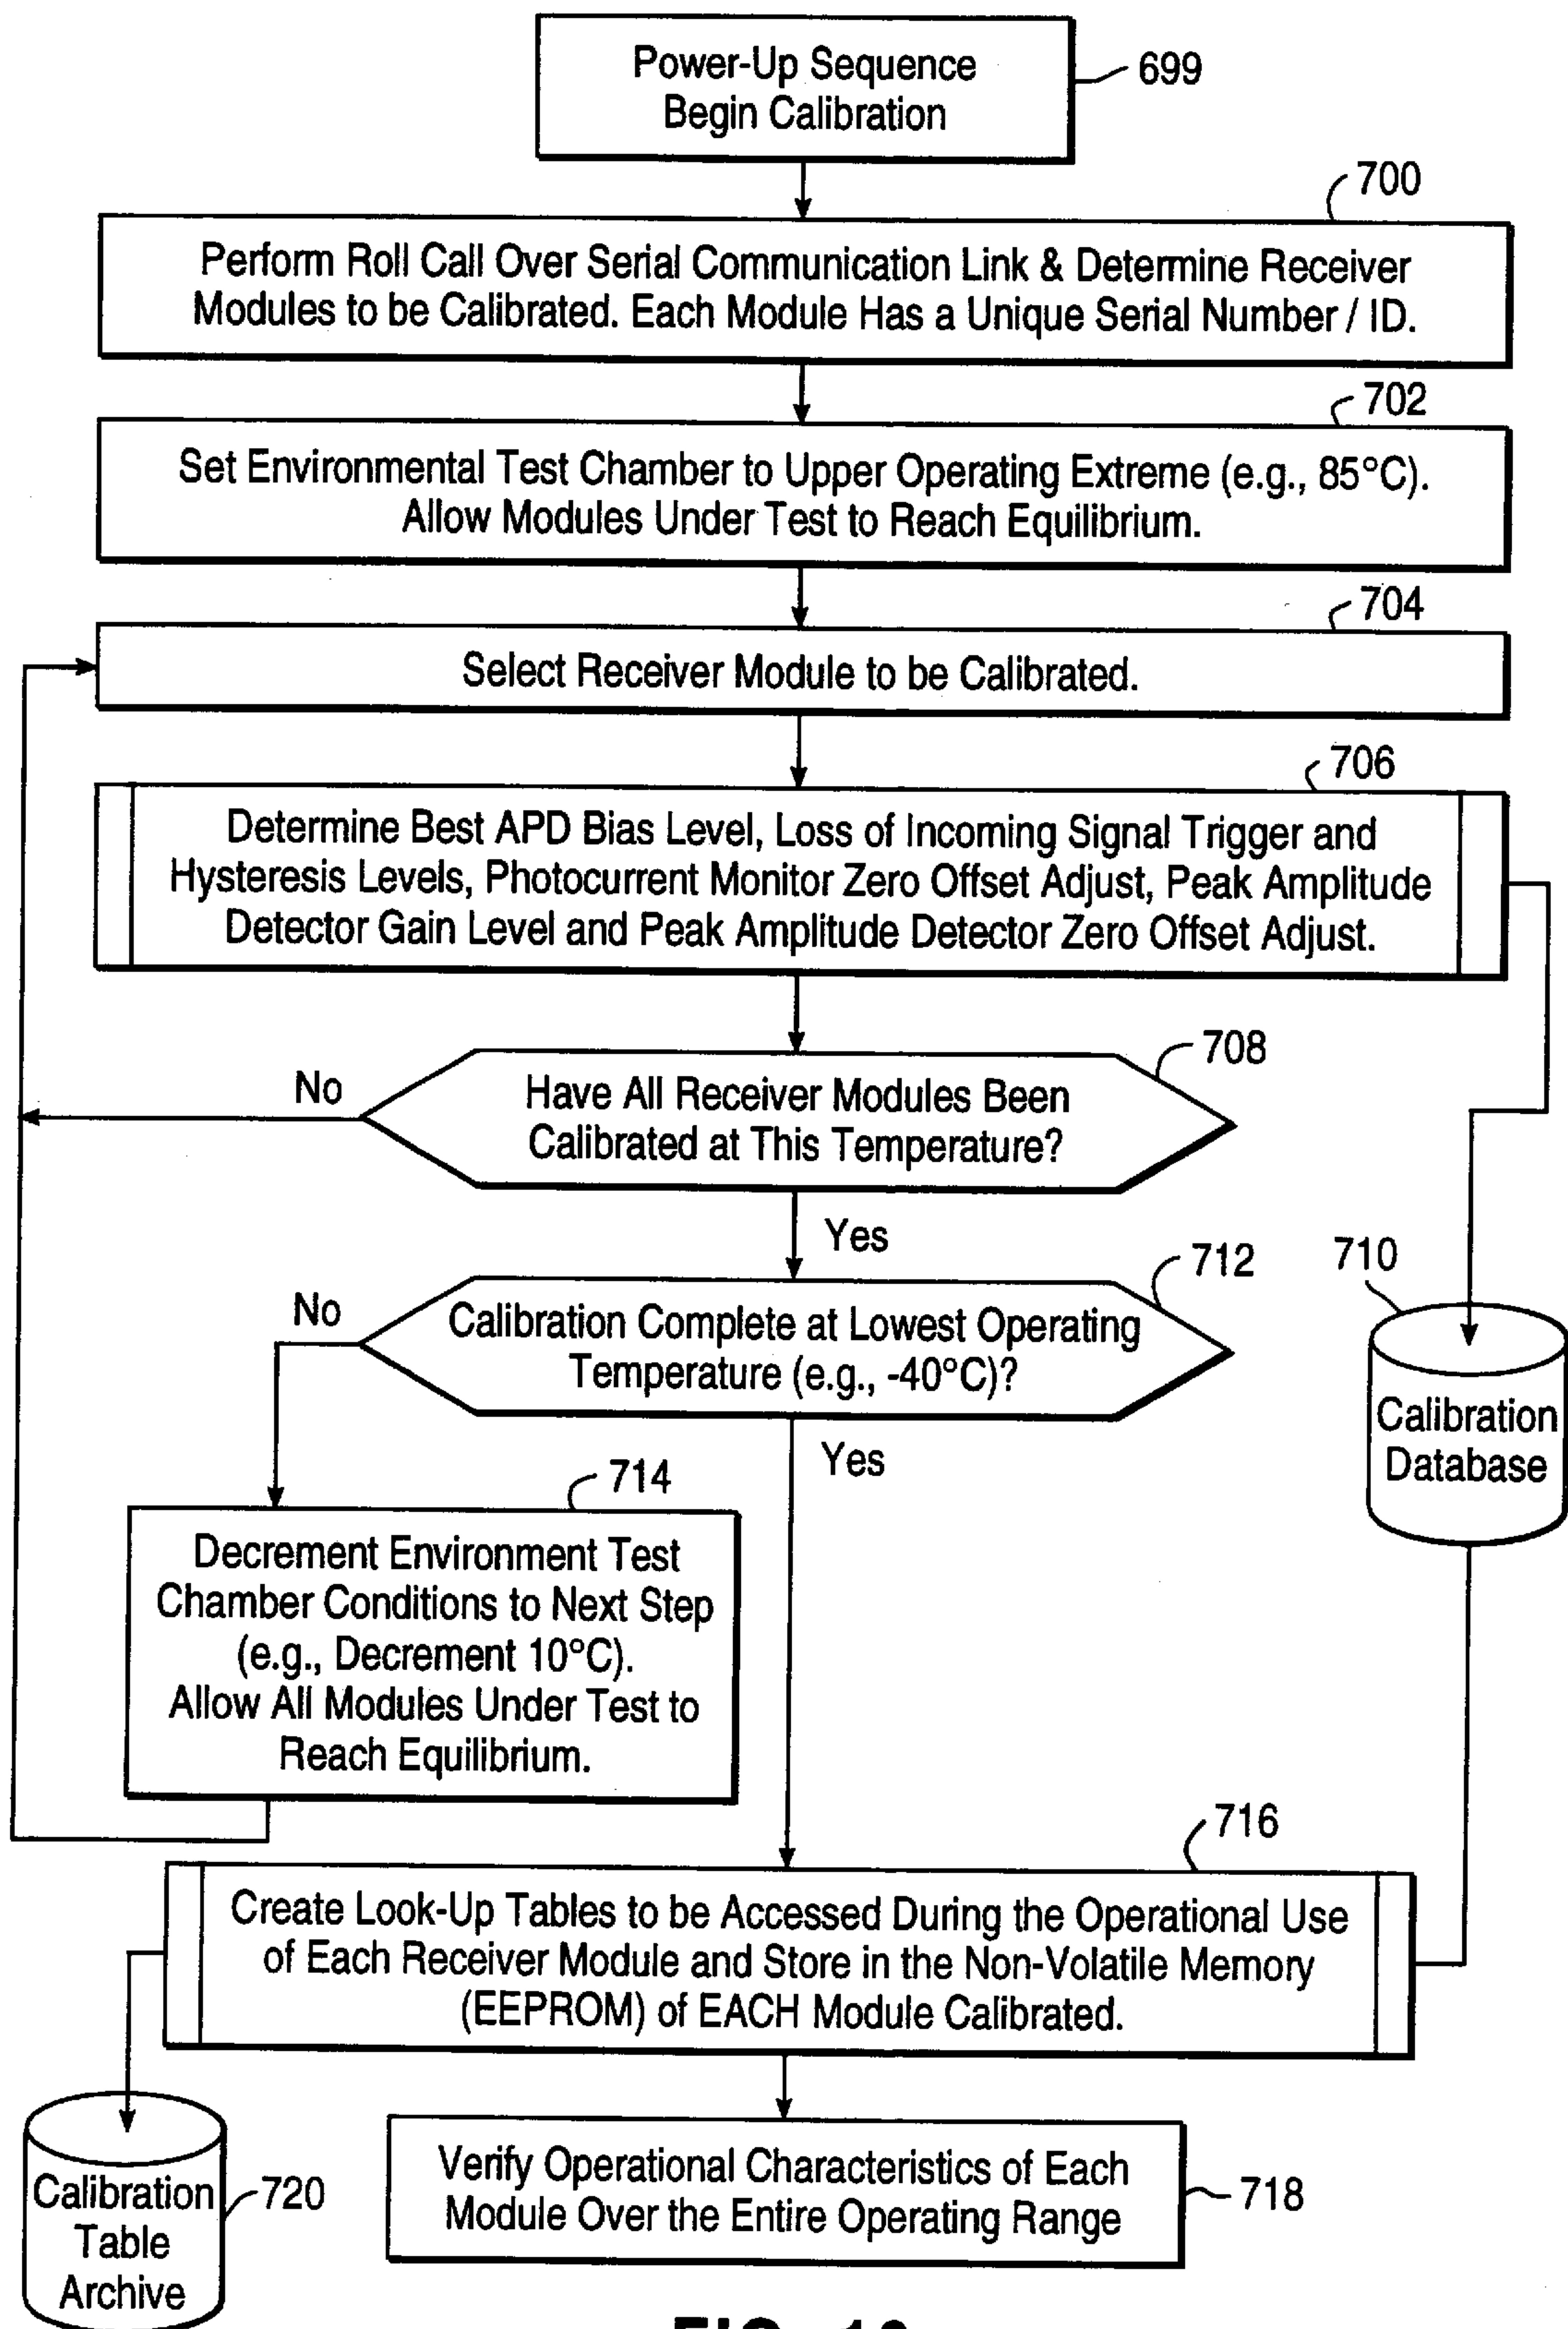 Power-Up Sequence
Begin Calibration
699
700
Perform Roll Call Over Serial Communication Link & Determine Receiver
Modules to be Calibrated. Each Module Has a Unique Serial Number / ID.
702
Set Environmental Test Chamber to Upper Operating Extreme (e.g., 85°C).
Allow Modules Under Test to Reach Equilibrium.
704
Select Receiver Module to be Calibrated.
706
Determine Best APD Bias Level, Loss of Incoming Signal Trigger and
Hysteresis Levels, Photocurrent Monitor Zero Offset Adjust, Peak Amplitude
Detector Gain Level and Peak Amplitude Detector Zero Offset Adjust.
708
No
Have All Receiver Modules Been
Calibrated at This Temperature?
Yes
712
710
No
Calibration Complete at Lowest Operating
Temperature (e.g., -40°C)?
Yes
Calibration
Database
714
Decrement Environment Test
Chamber Conditions to Next Step
(e.g., Decrement 10°C).
Allow All Modules Under Test to
Reach Equilibrium.
716
Create Look-Up Tables to be Accessed During the Operational Use
of Each Receiver Module and Store in the Non-Volatile Memory
(EEPROM) of EACH Module Calibrated.
Calibration
Table
Archive
720
Verify Operational Characteristics of Each
Module Over the Entire Operating Range
718